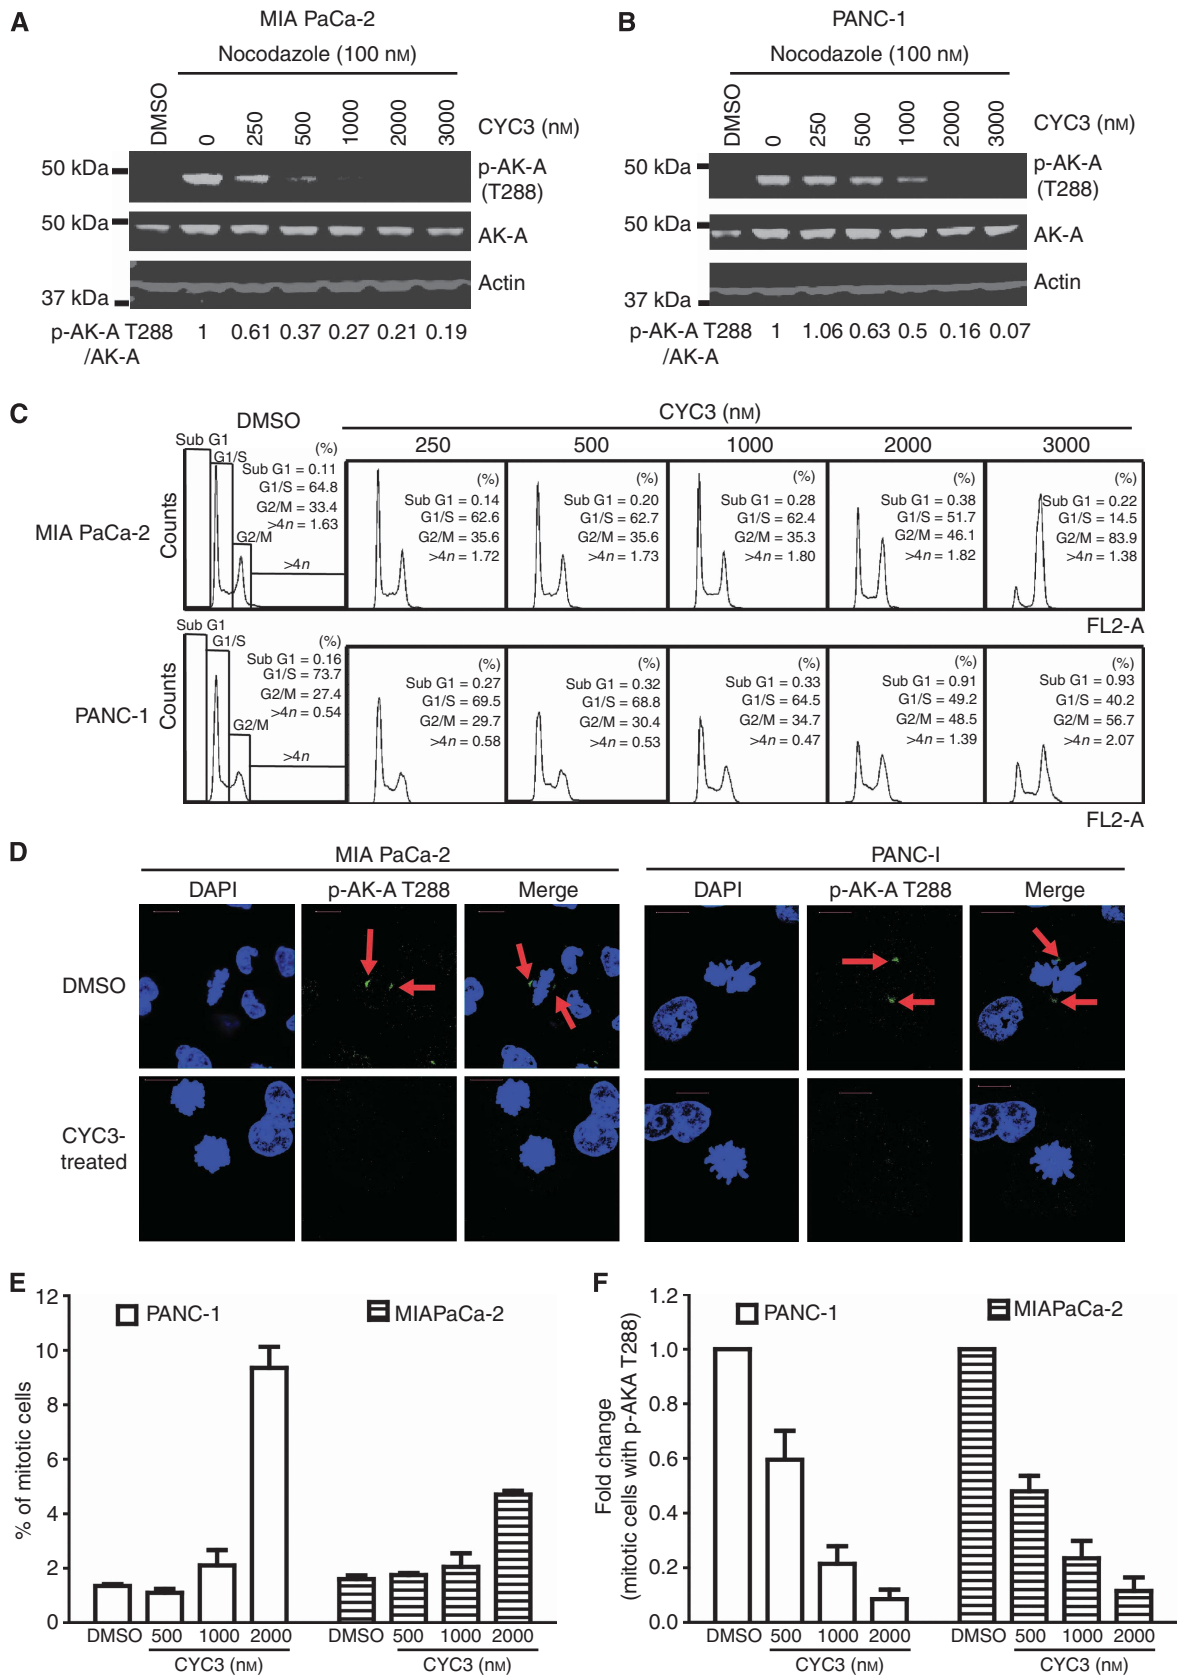 A
MIA PaCa-2
Nocodazole (100 nM)
DMSO
0
250
500
1000
2000
3000
CYC3 (nM)
50 kDa
p-AK-A
(T288)
50 kDa
AK-A
Actin
37 kDa
p-AK-A T288
/AK-A
1 0.61 0.37 0.27 0.21 0.19
B
PANC-1
Nocodazole (100 nM)
DMSO
0
250
500
1000
2000
3000
CYC3 (nM)
50 kDa
p-AK-A
(T288)
50 kDa
AK-A
Actin
37 kDa
p-AK-A T288
/AK-A
1 1.06 0.63 0.5 0.16 0.07
C
DMSO
CYC3 (nM)
250 500 1000 2000 3000
MIA PaCa-2
Counts
Sub G1
G1/S
G2/M
>4n
(%)
Sub G1 = 0.11
G1/S = 64.8
G2/M = 33.4
>4n = 1.63
(%)
Sub G1 = 0.14
G1/S = 62.6
G2/M = 35.6
>4n = 1.72
(%)
Sub G1 = 0.20
G1/S = 62.7
G2/M = 35.6
>4n = 1.73
(%)
Sub G1 = 0.28
G1/S = 62.4
G2/M = 35.3
>4n = 1.80
(%)
Sub G1 = 0.38
G1/S = 51.7
G2/M = 46.1
>4n = 1.82
(%)
Sub G1 = 0.22
G1/S = 14.5
G2/M = 83.9
>4n = 1.38
FL2-A
PANC-1
Counts
Sub G1
G1/S
G2/M
>4n
(%)
Sub G1 = 0.16
G1/S = 73.7
G2/M = 27.4
>4n = 0.54
(%)
Sub G1 = 0.27
G1/S = 69.5
G2/M = 29.7
>4n = 0.58
(%)
Sub G1 = 0.32
G1/S = 68.8
G2/M = 30.4
>4n = 0.53
(%)
Sub G1 = 0.33
G1/S = 64.5
G2/M = 34.7
>4n = 0.47
(%)
Sub G1 = 0.91
G1/S = 49.2
G2/M = 48.5
>4n = 1.39
(%)
Sub G1 = 0.93
G1/S = 40.2
G2/M = 56.7
>4n = 2.07
FL2-A
D
MIA PaCa-2
PANC-I
DAPI p-AK-A T288 Merge
DAPI p-AK-A T288 Merge
DMSO
CYC3-
treated
E
% of mitotic cells
12
10
8
6
4
2
0
PANC-1
MIAPaCa-2
DMSO 500 1000 2000
CYC3 (nM)
DMSO 500 1000 2000
CYC3 (nM)
F
Fold change
(mitotic cells with p-AKA T288)
1.2
1.0
0.8
0.6
0.4
0.2
0.0
PANC-1
MIAPaCa-2
DMSO 500 1000 2000
CYC3 (nM)
DMSO 500 1000 2000
CYC3 (nM)